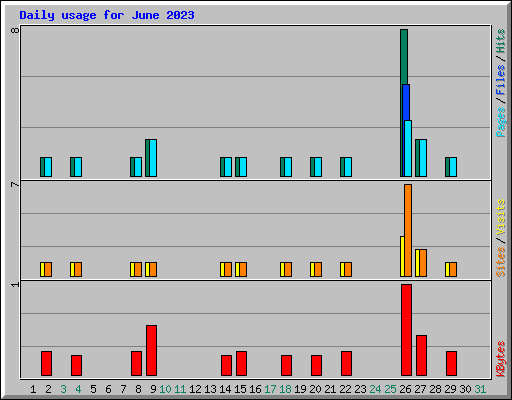 Daily usage for June 2023
8
Pages / Files / Hits
7
Sites / Visits
1
KBytes
1 2 3 4 5 6 7 8 9 10 11 12 13 14 15 16 17 18 19 20 21 22 23 24 25 26 27 28 29 30 31